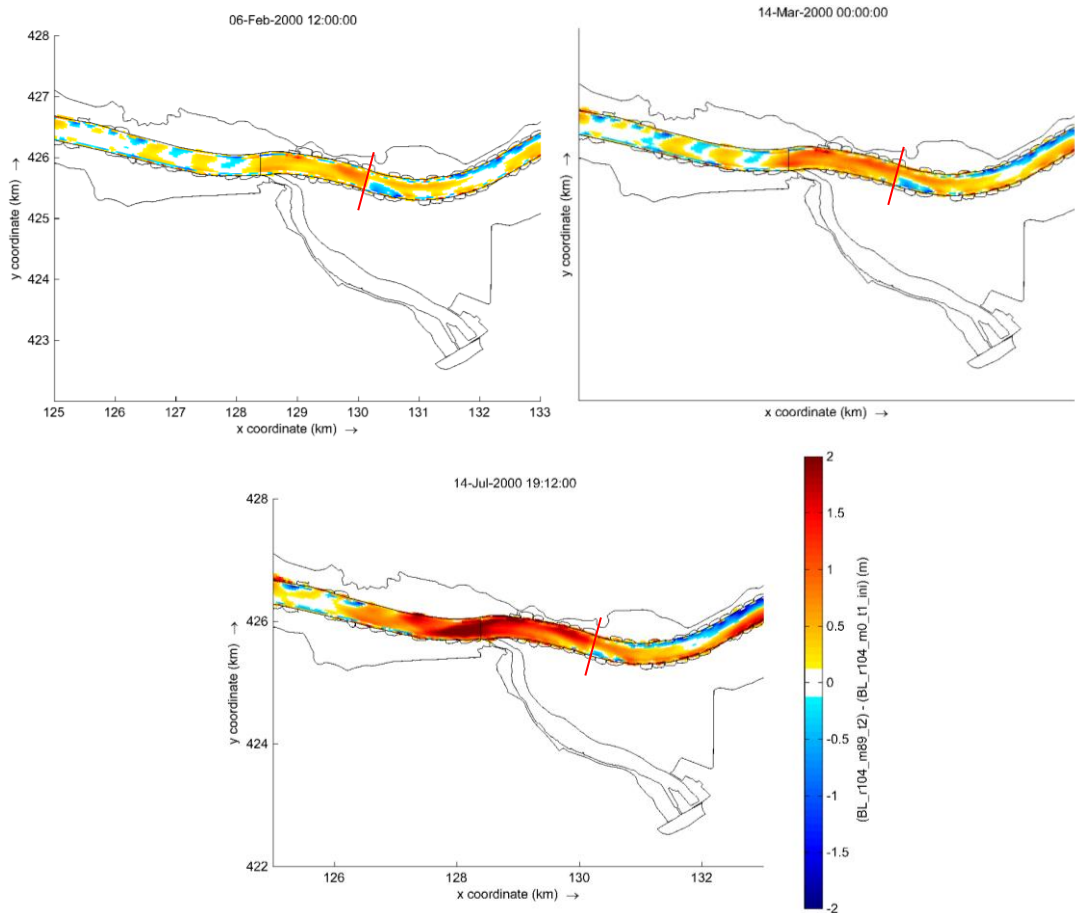 06-Feb-2000 12:00:00
428
427
426
425
424
423
y coordinate (km) →
125 126 127 128 129 130 131 132 133
x coordinate (km) →
14-Mar-2000 00:00:00
y coordinate (km) →
x coordinate (km) →
14-Jul-2000 19:12:00
428
426
424
422
y coordinate (km) →
126 128 130 132
x coordinate (km) →
2
1.5
1
0.5
0
-0.5
-1
-1.5
-2
(BL_r104_m89_t2) - (BL_r104_m0_t1_ini) (m)